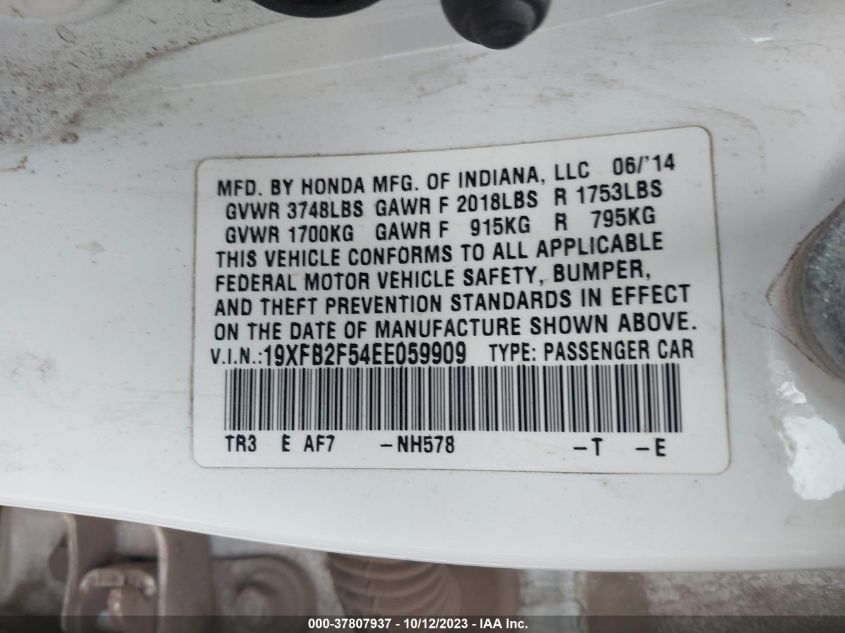 MFD. BY HONDA MFG. OF INDIANA, LLC 06/'14
GVWR 3748LBS GAWR F 2018LBS R 1753LBS
GVWR 1700KG GAWR F 915KG R 795KG
THIS VEHICLE CONFORMS TO ALL APPLICABLE
FEDERAL MOTOR VEHICLE SAFETY, BUMPER,
AND THEFT PREVENTION STANDARDS IN EFFECT
ON THE DATE OF MANUFACTURE SHOWN ABOVE.
V.I.N.:19XFB2F54EE059909 TYPE: PASSENGER CAR
TR3 E AF7 -NH578 -T -E
000-37807937 - 10/12/2023 - IAA Inc.